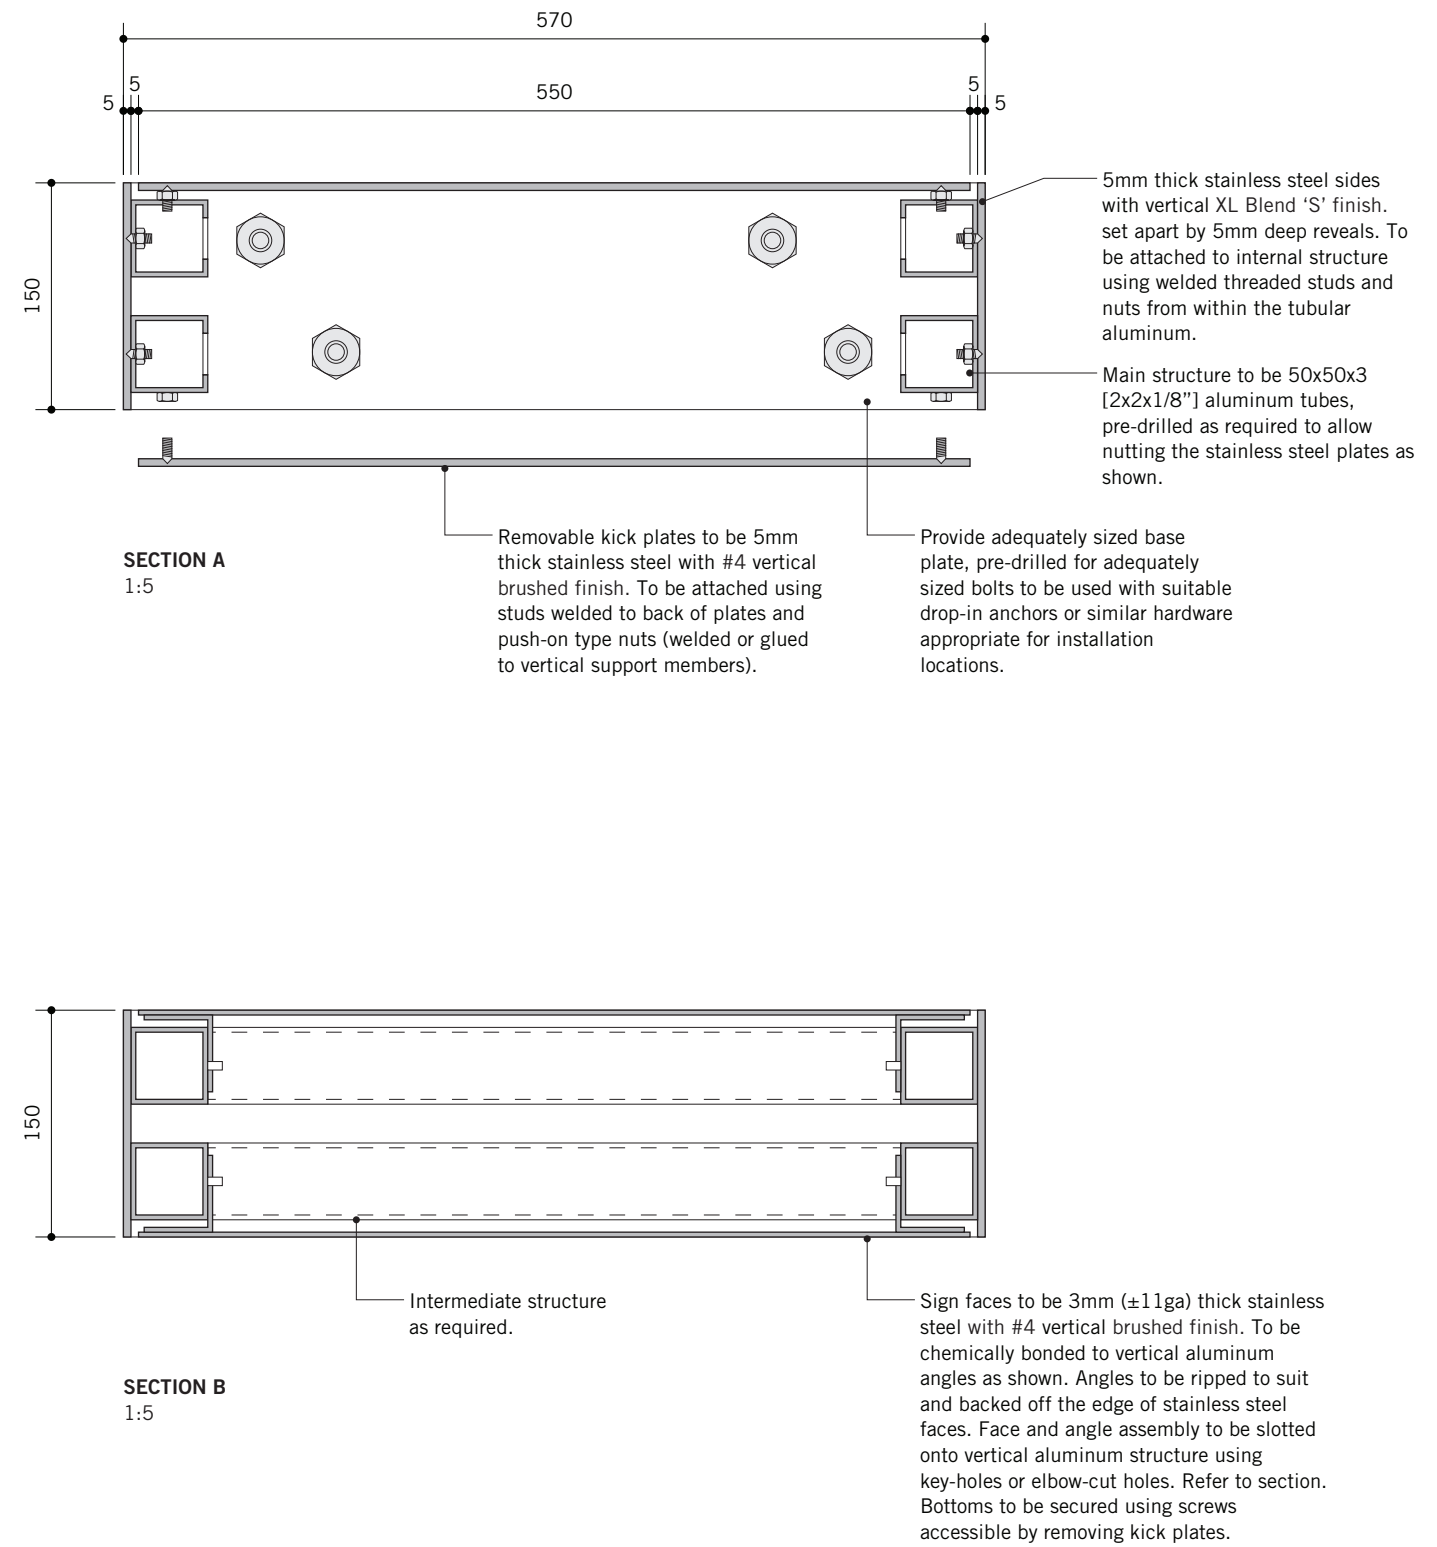 570
5
5
550
5
5
150
5mm thick stainless steel sides
with vertical XL Blend ‘S’ finish.
set apart by 5mm deep reveals. To
be attached to internal structure
using welded threaded studs and
nuts from within the tubular
aluminum.
Main structure to be 50x50x3
[2x2x1/8”] aluminum tubes,
pre-drilled as required to allow
nutting the stainless steel plates as
shown.
SECTION A
1:5
Removable kick plates to be 5mm
thick stainless steel with #4 vertical
brushed finish. To be attached using
studs welded to back of plates and
push-on type nuts (welded or glued
to vertical support members).
Provide adequately sized base
plate, pre-drilled for adequately
sized bolts to be used with suitable
drop-in anchors or similar hardware
appropriate for installation
locations.
150
Intermediate structure
as required.
SECTION B
1:5
Sign faces to be 3mm (±11ga) thick stainless
steel with #4 vertical brushed finish. To be
chemically bonded to vertical aluminum
angles as shown. Angles to be ripped to suit
and backed off the edge of stainless steel
faces. Face and angle assembly to be slotted
onto vertical aluminum structure using
key-holes or elbow-cut holes. Refer to section.
Bottoms to be secured using screws
accessible by removing kick plates.